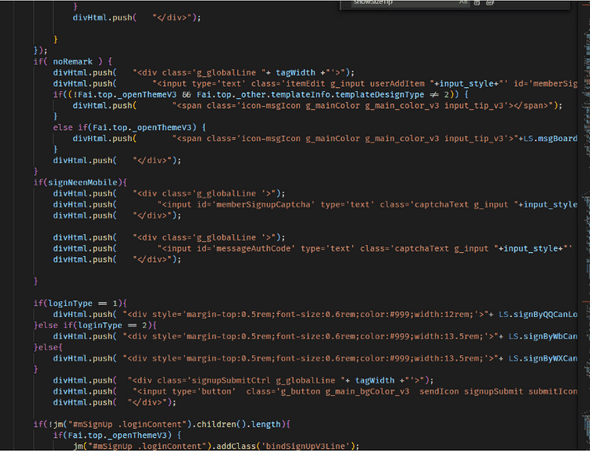 showsizeTip
}
divHtml.push(   "</div>");
}
});
if( noRemark ) {
divHtml.push(   "<div class='g_globalLine "+ tagWidth +"'>");
divHtml.push(       "<input type='text' class='itemEdit g_input userAddItem "+input_style+"' id='memberSig
if((!Fai.top._openThemeV3 && Fai.top._other.templateInfo.templateDesignType ≠ 2)) {
divHtml.push(       "<span class='icon-msgIcon g_mainColor g_main_color_v3 input_tip_v3'></span>");
}
else if(Fai.top._openThemeV3) {
divHtml.push(       "<span class='icon-msgIcon g_mainColor g_main_color_v3 input_tip_v3'>"+LS.msgBoard
}
divHtml.push(   "</div>");
}
if(signNeenMobile){
divHtml.push(   "<div class='g_globalLine '>");
divHtml.push(       "<input id='memberSignupCaptcha' type='text' class='captchaText g_input "+input_style
divHtml.push(   "</div>");
divHtml.push(   "<div class='g_globalLine '>");
divHtml.push(       "<input id='messageAuthCode' type='text' class='captchaText g_input "+input_style+"'
divHtml.push(   "</div>");
}
if(loginType == 1){
divHtml.push( "<div style='margin-top:0.5rem;font-size:0.6rem;color:#999;width:12rem;'>"+ LS.signByQQCanLo
}else if(loginType == 2){
divHtml.push( "<div style='margin-top:0.5rem;font-size:0.6rem;color:#999;width:13.5rem;'>"+ LS.signByWbCan
}else{
divHtml.push( "<div style='margin-top:0.5rem;font-size:0.6rem;color:#999;width:13.5rem;'>"+ LS.signByWXCan
}
divHtml.push(   "<div class='signupSubmitCtrl g_globalLine "+ tagWidth +"'>");
divHtml.push(   "<input type='button'  class='g_button g_main_bgColor_v3  sendIcon signupSubmit submitIcon
divHtml.push(   "</div>");
if(!jm("#mSignUp .loginContent").children().length){
if(Fai.top._openThemeV3) {
jm("#mSignUp .loginContent").addClass('bindSignUpV3Line');